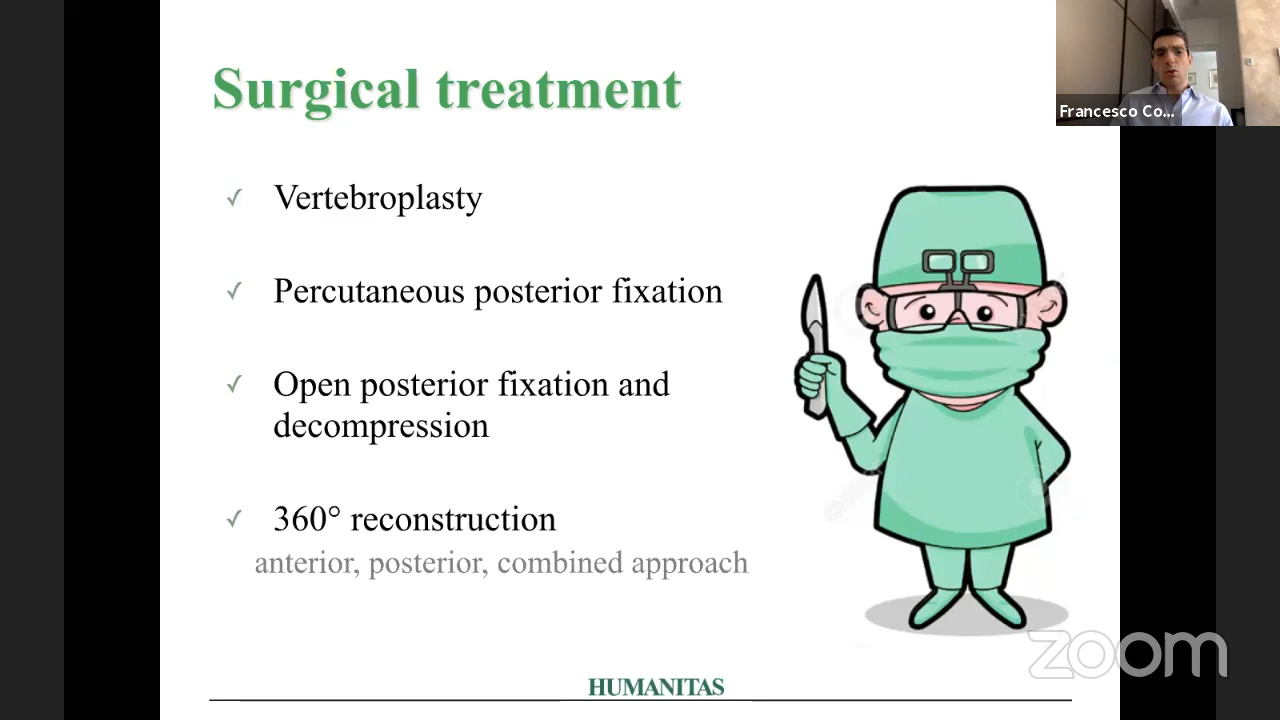 Surgical treatment
Francesco Co...
✓ Vertebroplasty
✓ Percutaneous posterior fixation
✓ Open posterior fixation and
decompression
✓ 360° reconstruction
anterior, posterior, combined approach
zoom
HUMANITAS